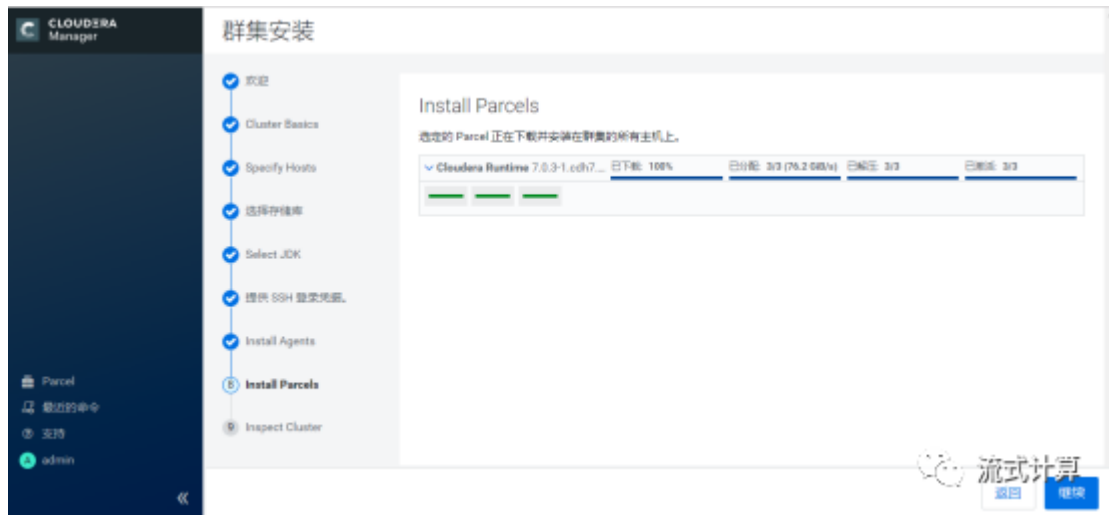 CLOUDERA
Manager
群集安装
欢迎
Cluster Basics
Specify Hosts
选择存储库
Select JDK
提供 SSH 登录凭据。
Install Agents
8 Install Parcels
9 Inspect Cluster
Install Parcels
选定的 Parcel 正在下载并安装在群集的所有主机上。
Cloudera Runtime 7.0.3-1.cdh7.... 已下载: 100% 已分配: 3/3 (76.2 GiB/s) 已解压: 3/3 已激活: 3/3
Parcel
最近的命令
支持
A admin
流式计算
返回 继续